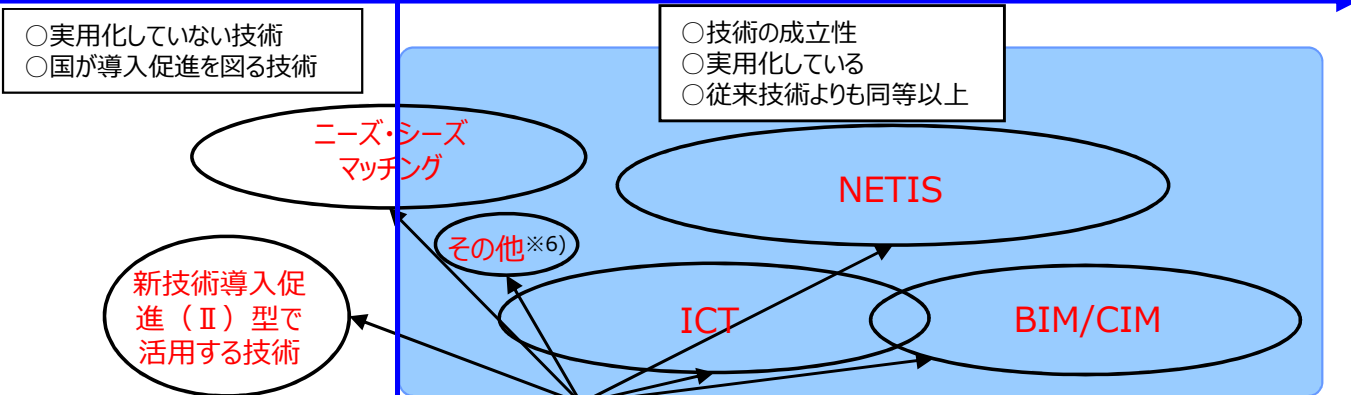 ○実用化していない技術
○国が導入促進を図る技術
○技術の成立性
○実用化している
○従来技術よりも同等以上
ニーズ・シーズ
マッチング
NETIS
その他※6)
新技術導入促
進（Ⅱ）型で
活用する技術
ICT
BIM/CIM